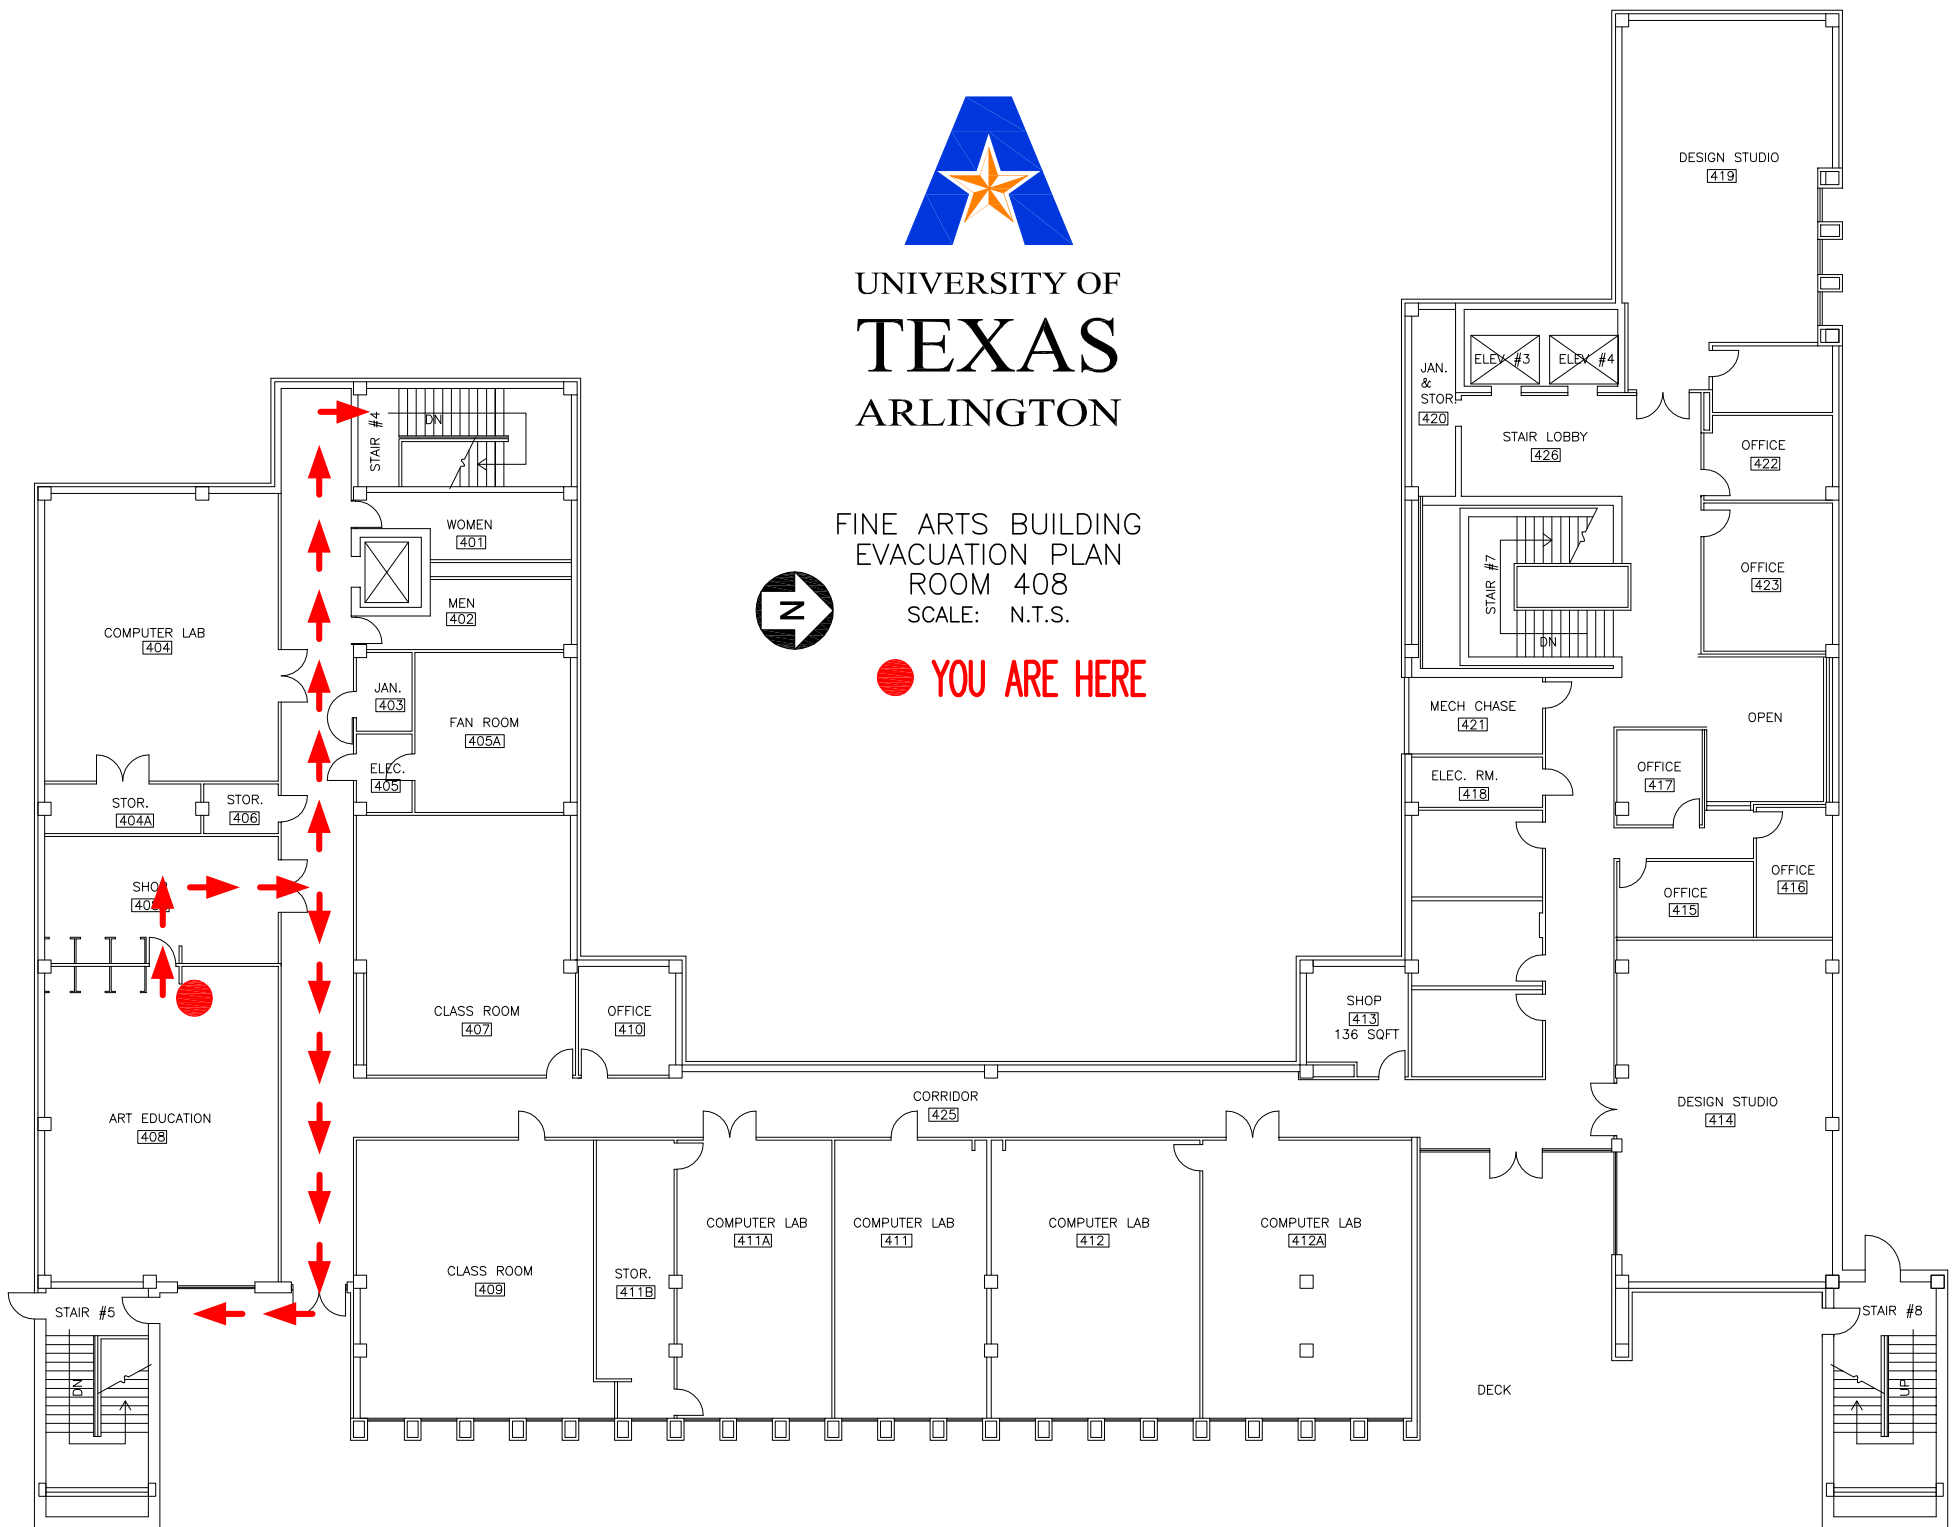 UNIVERSITY OF
TEXAS
ARLINGTON
FINE ARTS BUILDING
EVACUATION PLAN
ROOM 408
SCALE: N.T.S.
N
YOU ARE HERE
DESIGN STUDIO
419
ELEV #3
ELEV #4
JAN.
&
STOR.
420
STAIR LOBBY
426
OFFICE
422
OFFICE
423
STAIR #7
DN
MECH CHASE
421
OPEN
ELEC. RM.
418
OFFICE
417
OFFICE
416
OFFICE
415
STAIR #4
DN
WOMEN
401
MEN
402
COMPUTER LAB
404
JAN.
403
FAN ROOM
405A
ELEC.
405
STOR.
404A
STOR.
406
SHOP
CLASS ROOM
407
OFFICE
410
SHOP
413
136 SQFT
ART EDUCATION
408
CORRIDOR
425
DESIGN STUDIO
414
COMPUTER LAB
411A
COMPUTER LAB
411
COMPUTER LAB
412
COMPUTER LAB
412A
CLASS ROOM
409
STOR.
411B
STAIR #5
DN
DECK
STAIR #8
UP